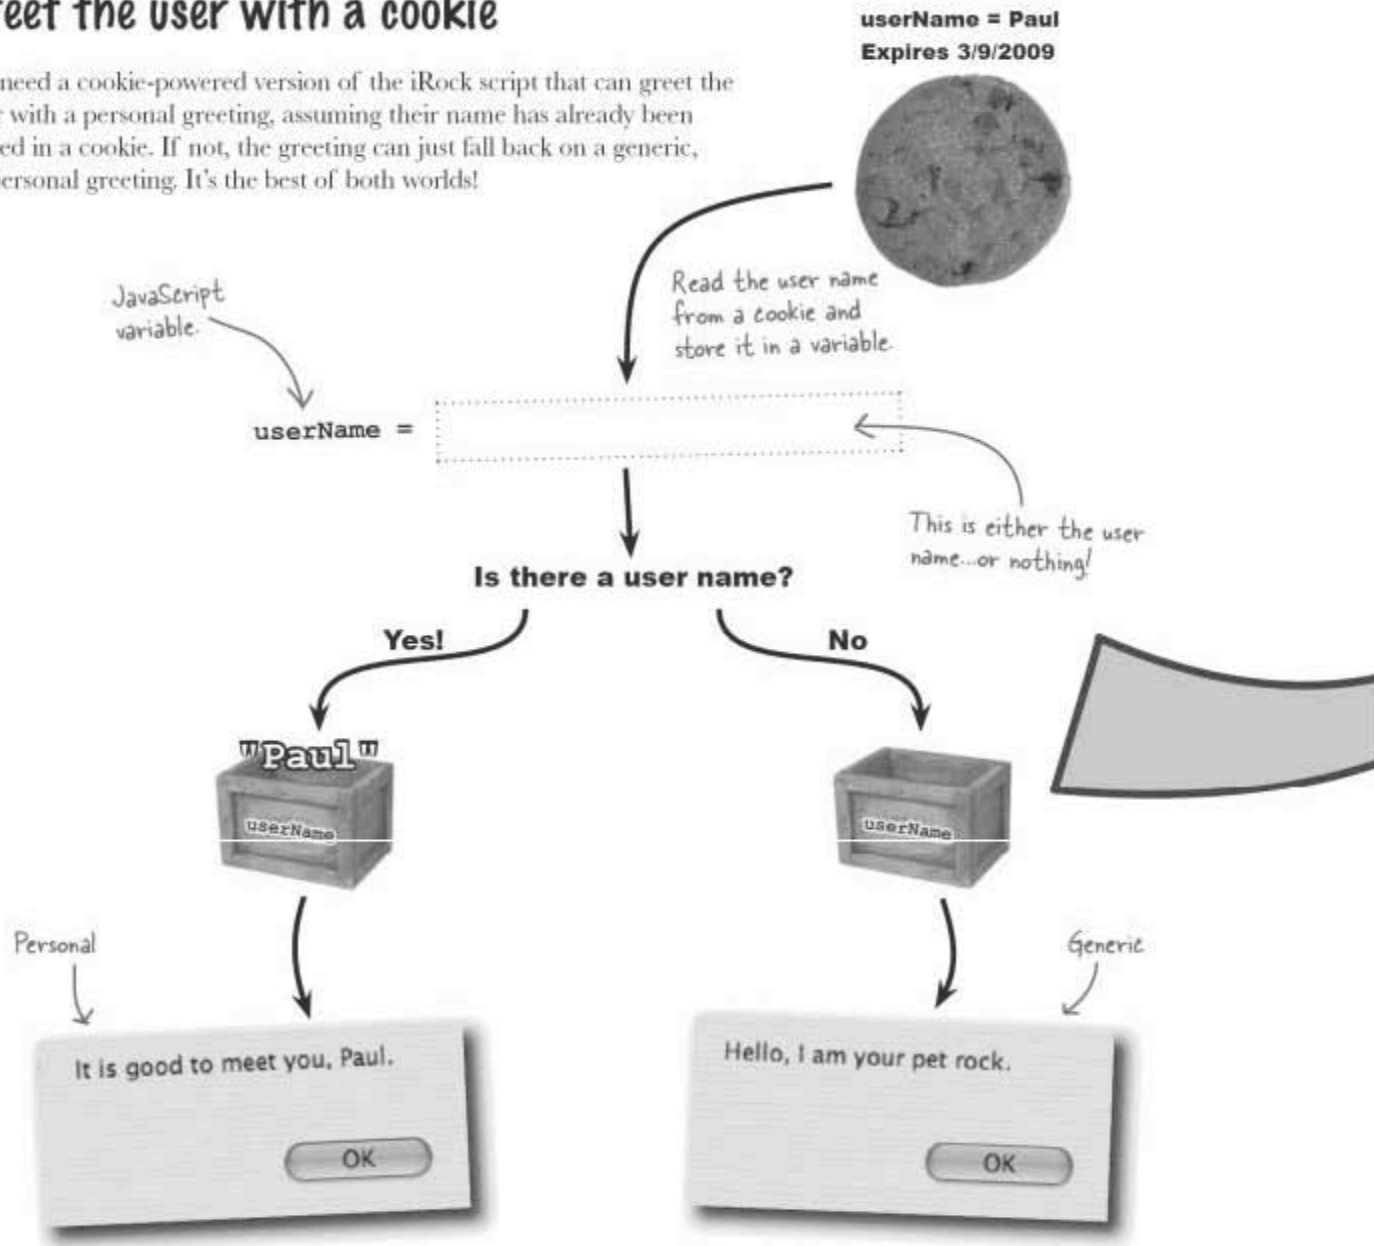 the user with a cookie
userName = Paul
Expires 3/9/2009
need a cookie-powered version of the iRock script that can greet the
with a personal greeting, assuming their name has already been
in a cookie. If not, the greeting can just fall back on a generic,
greeting. It's the best of both worlds!
JavaScript
variable.
Read the user name
from a cookie and
store it in a variable.
userName =
This is either the user
name...or nothing!
Is there a user name?
Yes!
No
"Paul"
userName
userName
Personal
Generic
It is good to meet you, Paul.
OK
Hello, I am your pet rock.
OK